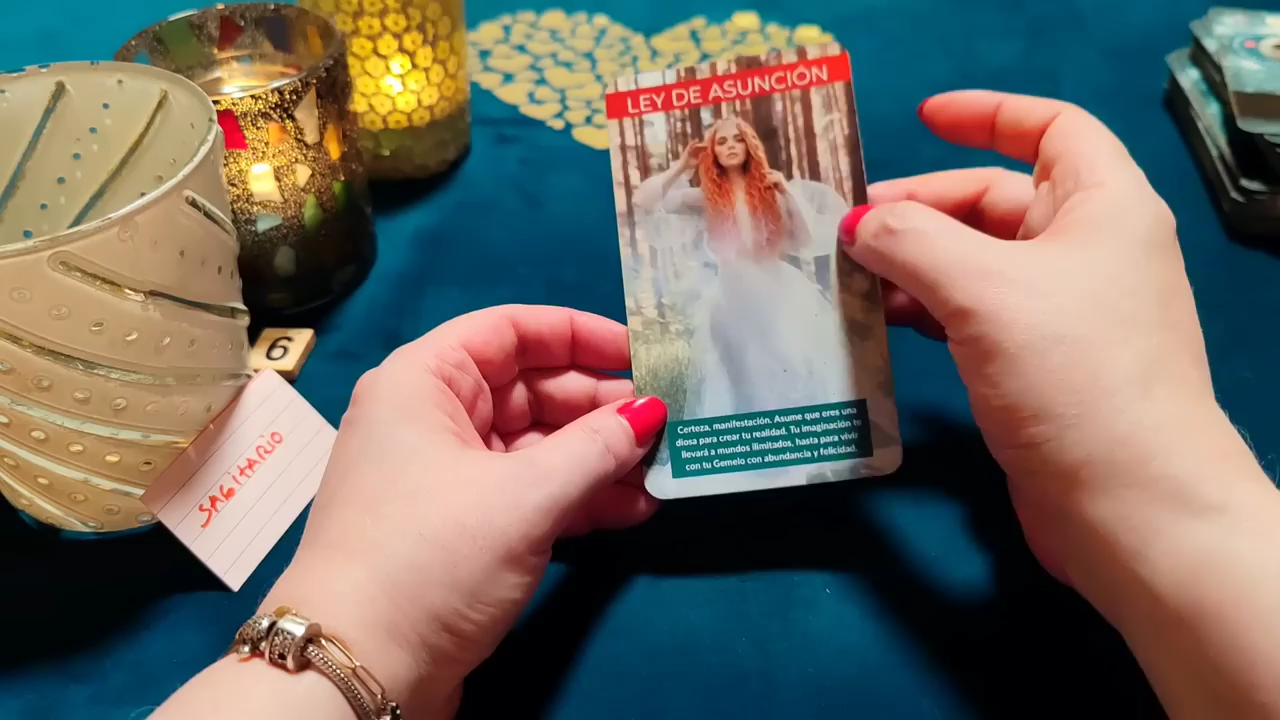 LEY DE ASUNCIÓN
Certeza, manifestación. Asume que eres una
diosa para crear tu realidad. Tu imaginación te
llevará a mundos ilimitados, hasta para vivir
con tu Gemelo con abundancia y felicidad.
6
SAGITARIO